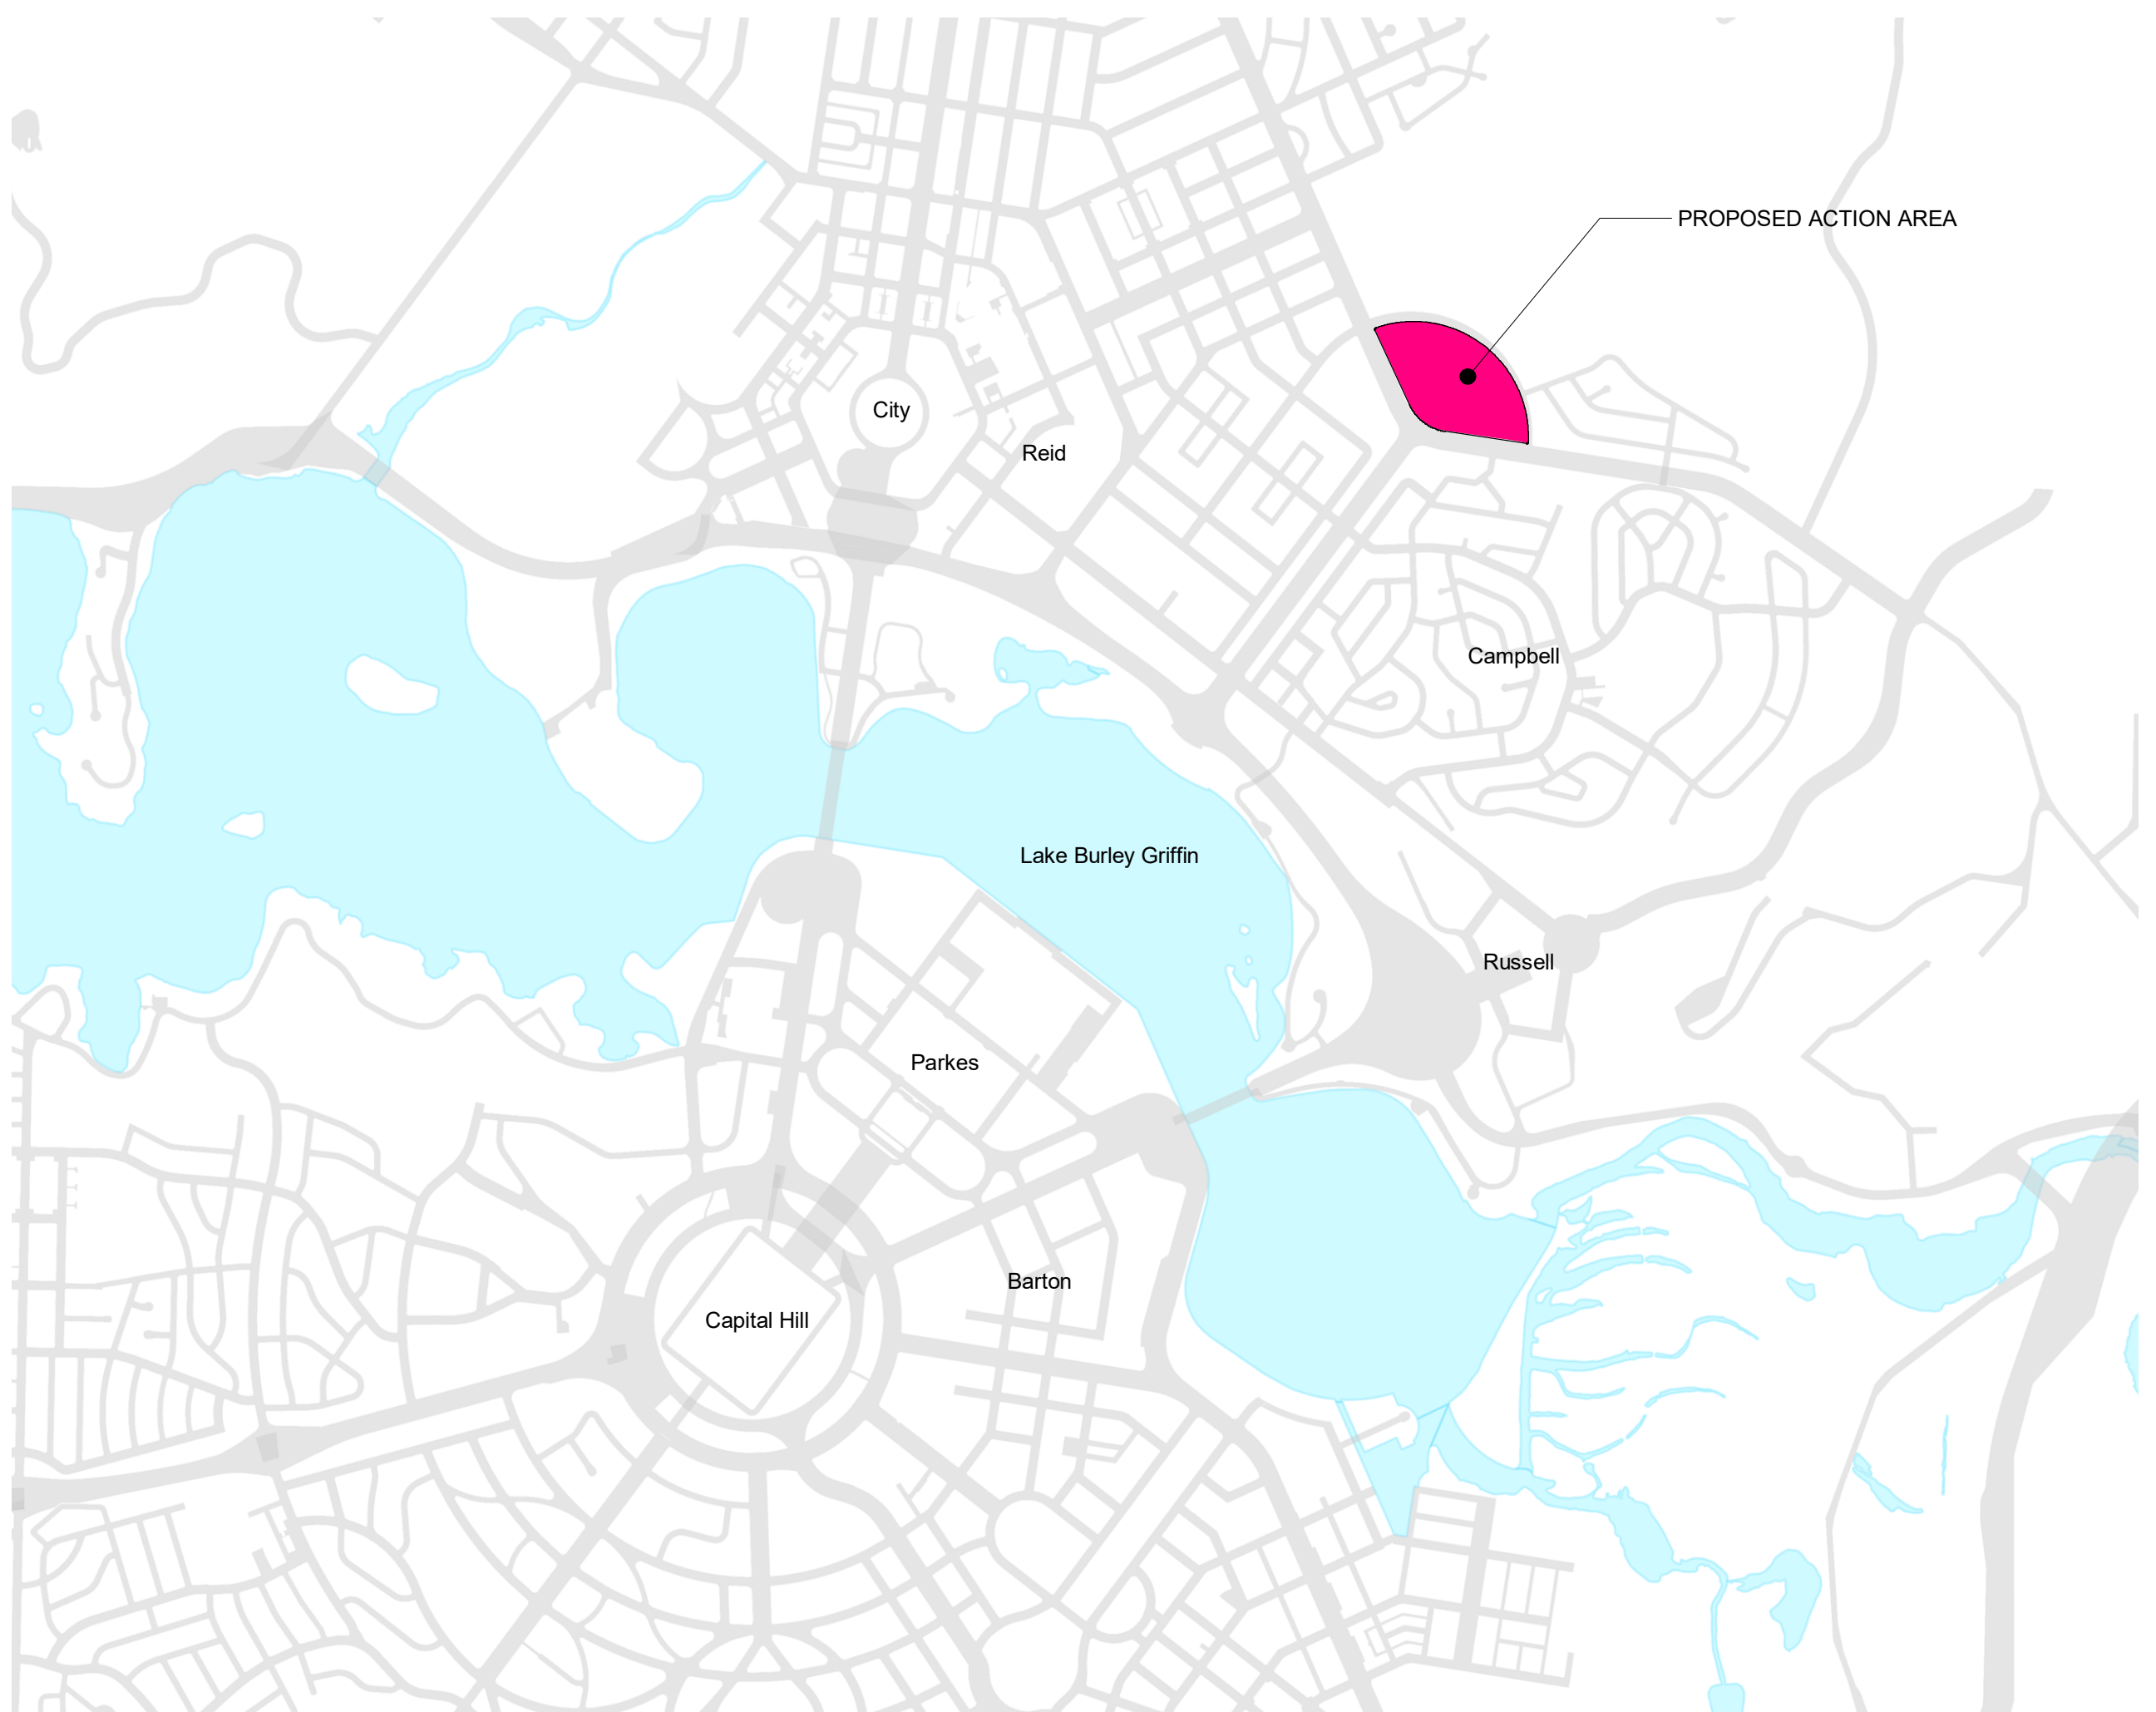 PROPOSED ACTION AREA
City
Reid
Campbell
Lake Burley Griffin
Russell
Parkes
Barton
Capital Hill